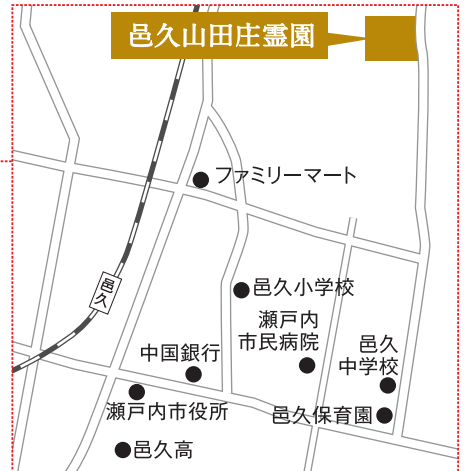 邑久山田庄霊園
ファミリーマート
邑久
邑久小学校
瀬戸内
市民病院
邑久
中学校
中国銀行
瀬戸内市役所
邑久保育園
邑久高